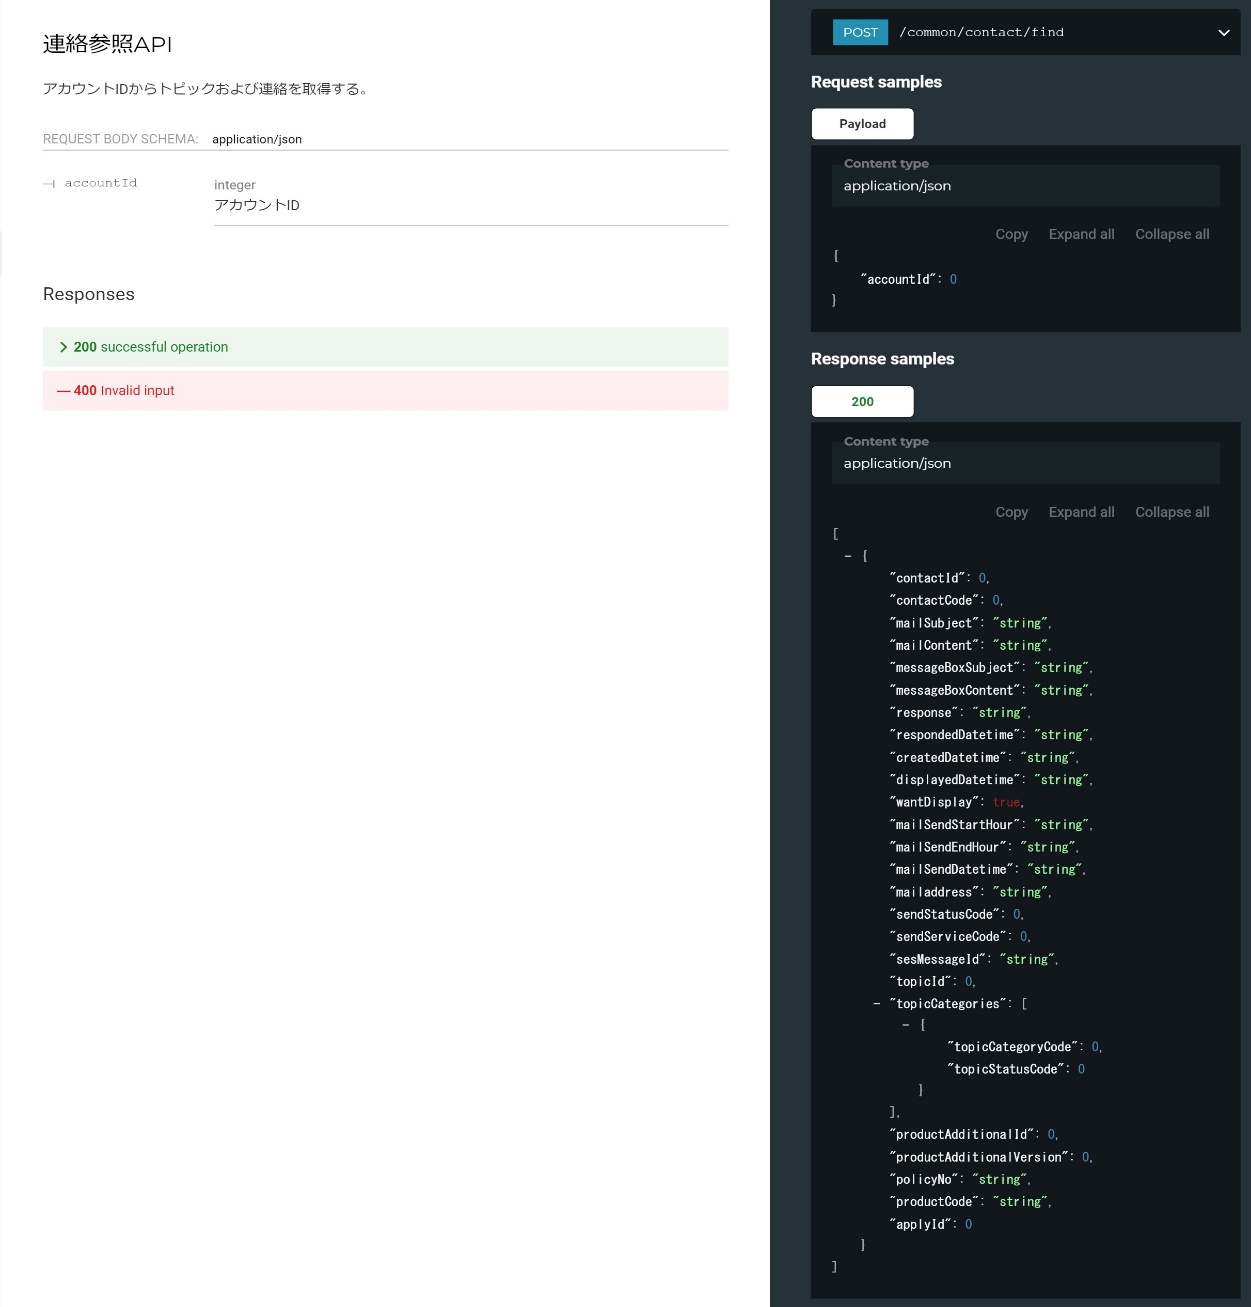 連絡参照API
アカウントIDからトピックおよび連絡を取得する。
REQUEST BODY SCHEMA: application/json
accountId
integer
アカウントID
Responses
200 successful operation
— 400 Invalid input
POST /common/contact/find
Request samples
Payload
Content type
application/json
Copy Expand all Collapse all
{
"accountId": 0
}
Response samples
200
Content type
application/json
Copy Expand all Collapse all
[
- {
"contactId": 0,
"contactCode": 0,
"mailSubject": "string",
"mailContent": "string",
"messageBoxSubject": "string",
"messageBoxContent": "string",
"response": "string",
"respondedDatetime": "string",
"createdDatetime": "string",
"displayedDatetime": "string",
"wantDisplay": true,
"mailSendStartHour": "string",
"mailSendEndHour": "string",
"mailSendDatetime": "string",
"mailaddress": "string",
"sendStatusCode": 0,
"sendServiceCode": 0,
"sesMessageId": "string",
"topicId": 0,
- "topicCategories": [
- {
"topicCategoryCode": 0,
"topicStatusCode": 0
}
],
"productAdditionalId": 0,
"productAdditionalVersion": 0,
"policyNo": "string",
"productCode": "string",
"applyId": 0
}
]